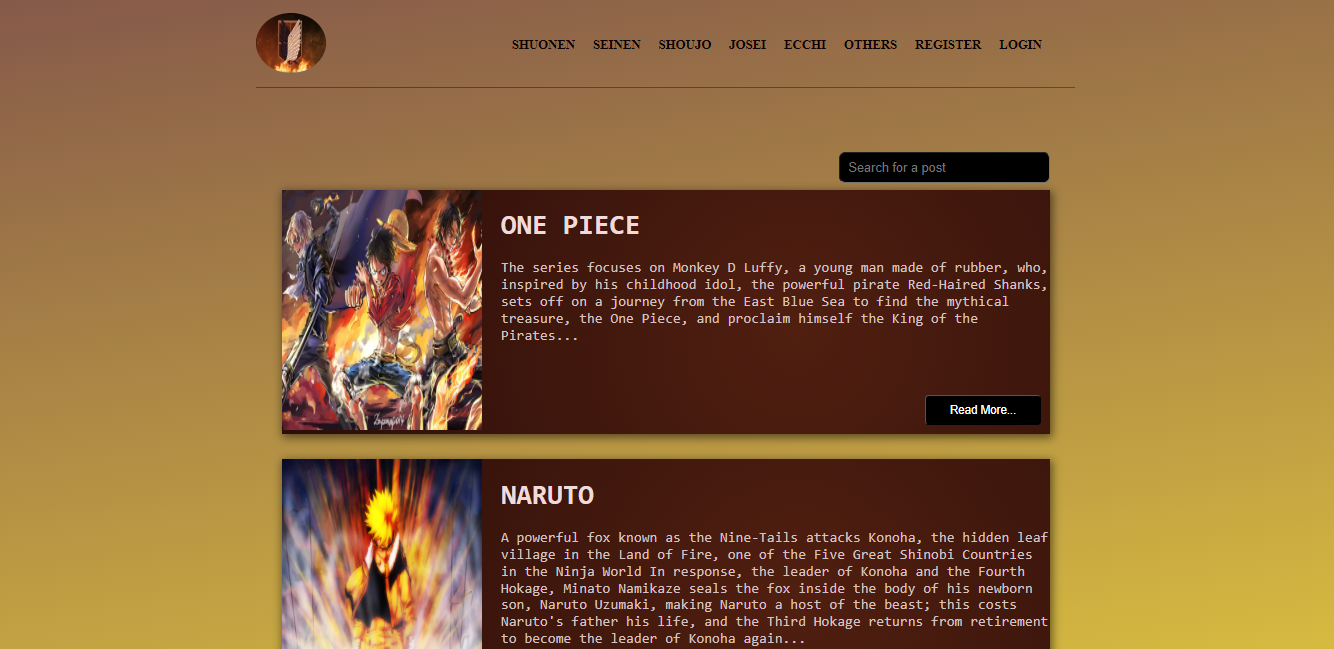 SHUONEN SEINEN SHOUJO JOSEI ECCHI OTHERS REGISTER LOGIN
Search for a post
ONE PIECE
The series focuses on Monkey D Luffy, a young man made of rubber, who,
inspired by his childhood idol, the powerful pirate Red-Haired Shanks,
sets off on a journey from the East Blue Sea to find the mythical
treasure, the One Piece, and proclaim himself the King of the
Pirates...
Read More...
NARUTO
A powerful fox known as the Nine-Tails attacks Konoha, the hidden leaf
village in the Land of Fire, one of the Five Great Shinobi Countries
in the Ninja World In response, the leader of Konoha and the Fourth
Hokage, Minato Namikaze seals the fox inside the body of his newborn
son, Naruto Uzumaki, making Naruto a host of the beast; this costs
Naruto's father his life, and the Third Hokage returns from retirement
to become the leader of Konoha again...